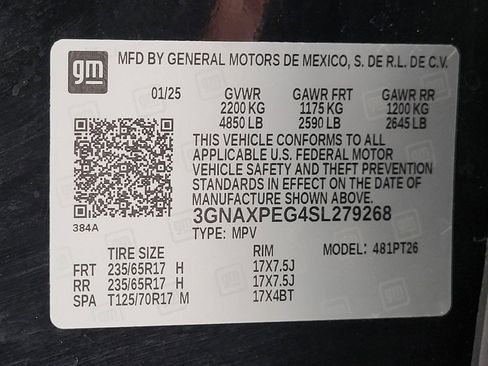 gm MFD BY GENERAL MOTORS DE MEXICO, S. DE R.L. DE C.V.
01/25 GVWR GAWR FRT GAWR RR
2200 KG 1175 KG 1200 KG
4850 LB 2590 LB 2645 LB
THIS VEHICLE CONFORMS TO ALL
APPLICABLE U.S. FEDERAL MOTOR
VEHICLE SAFETY AND THEFT PREVENTION
STANDARDS IN EFFECT ON THE DATE OF
MANUFACTURE SHOWN ABOVE.
3GNAXPEG4SL279268
384A TYPE: MPV
TIRE SIZE RIM MODEL: 481PT26
FRT 235/65R17 H 17X7.5J
RR 235/65R17 H 17X7.5J
SPA T125/70R17 M 17X4BT